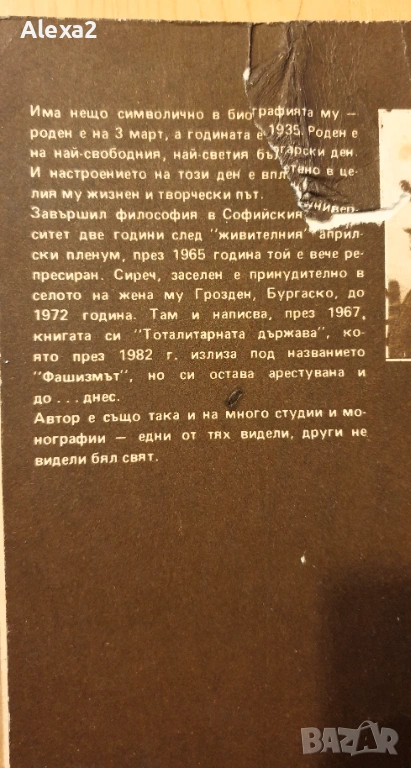 Alexa2
Има нещо символично в биографията му —
роден е на 3 март, а годината е 1935. Роден е
на най-свободния, най-светия български ден.
И настроението на този ден е вплетено в це-
лия му жизнен и творчески път.
Завършил философия в Софийския универ-
ситет две години след "живителния" април-
ски пленум, през 1965 година той е вече ре-
пресиран. Сиреч, заселен е принудително в
селото на жена му Грозден, Бургаско, до
1972 година. Там и написва, през 1967,
книгата си "Тоталитарната държава", ко-
ято през 1982 г. излиза под названието
"Фашизмът", но си остава арестувана и
до . . . днес.
Автор е също така и на много студии и мо-
нографии — едни от тях видели, други не
видели бял свят.
BAZAR